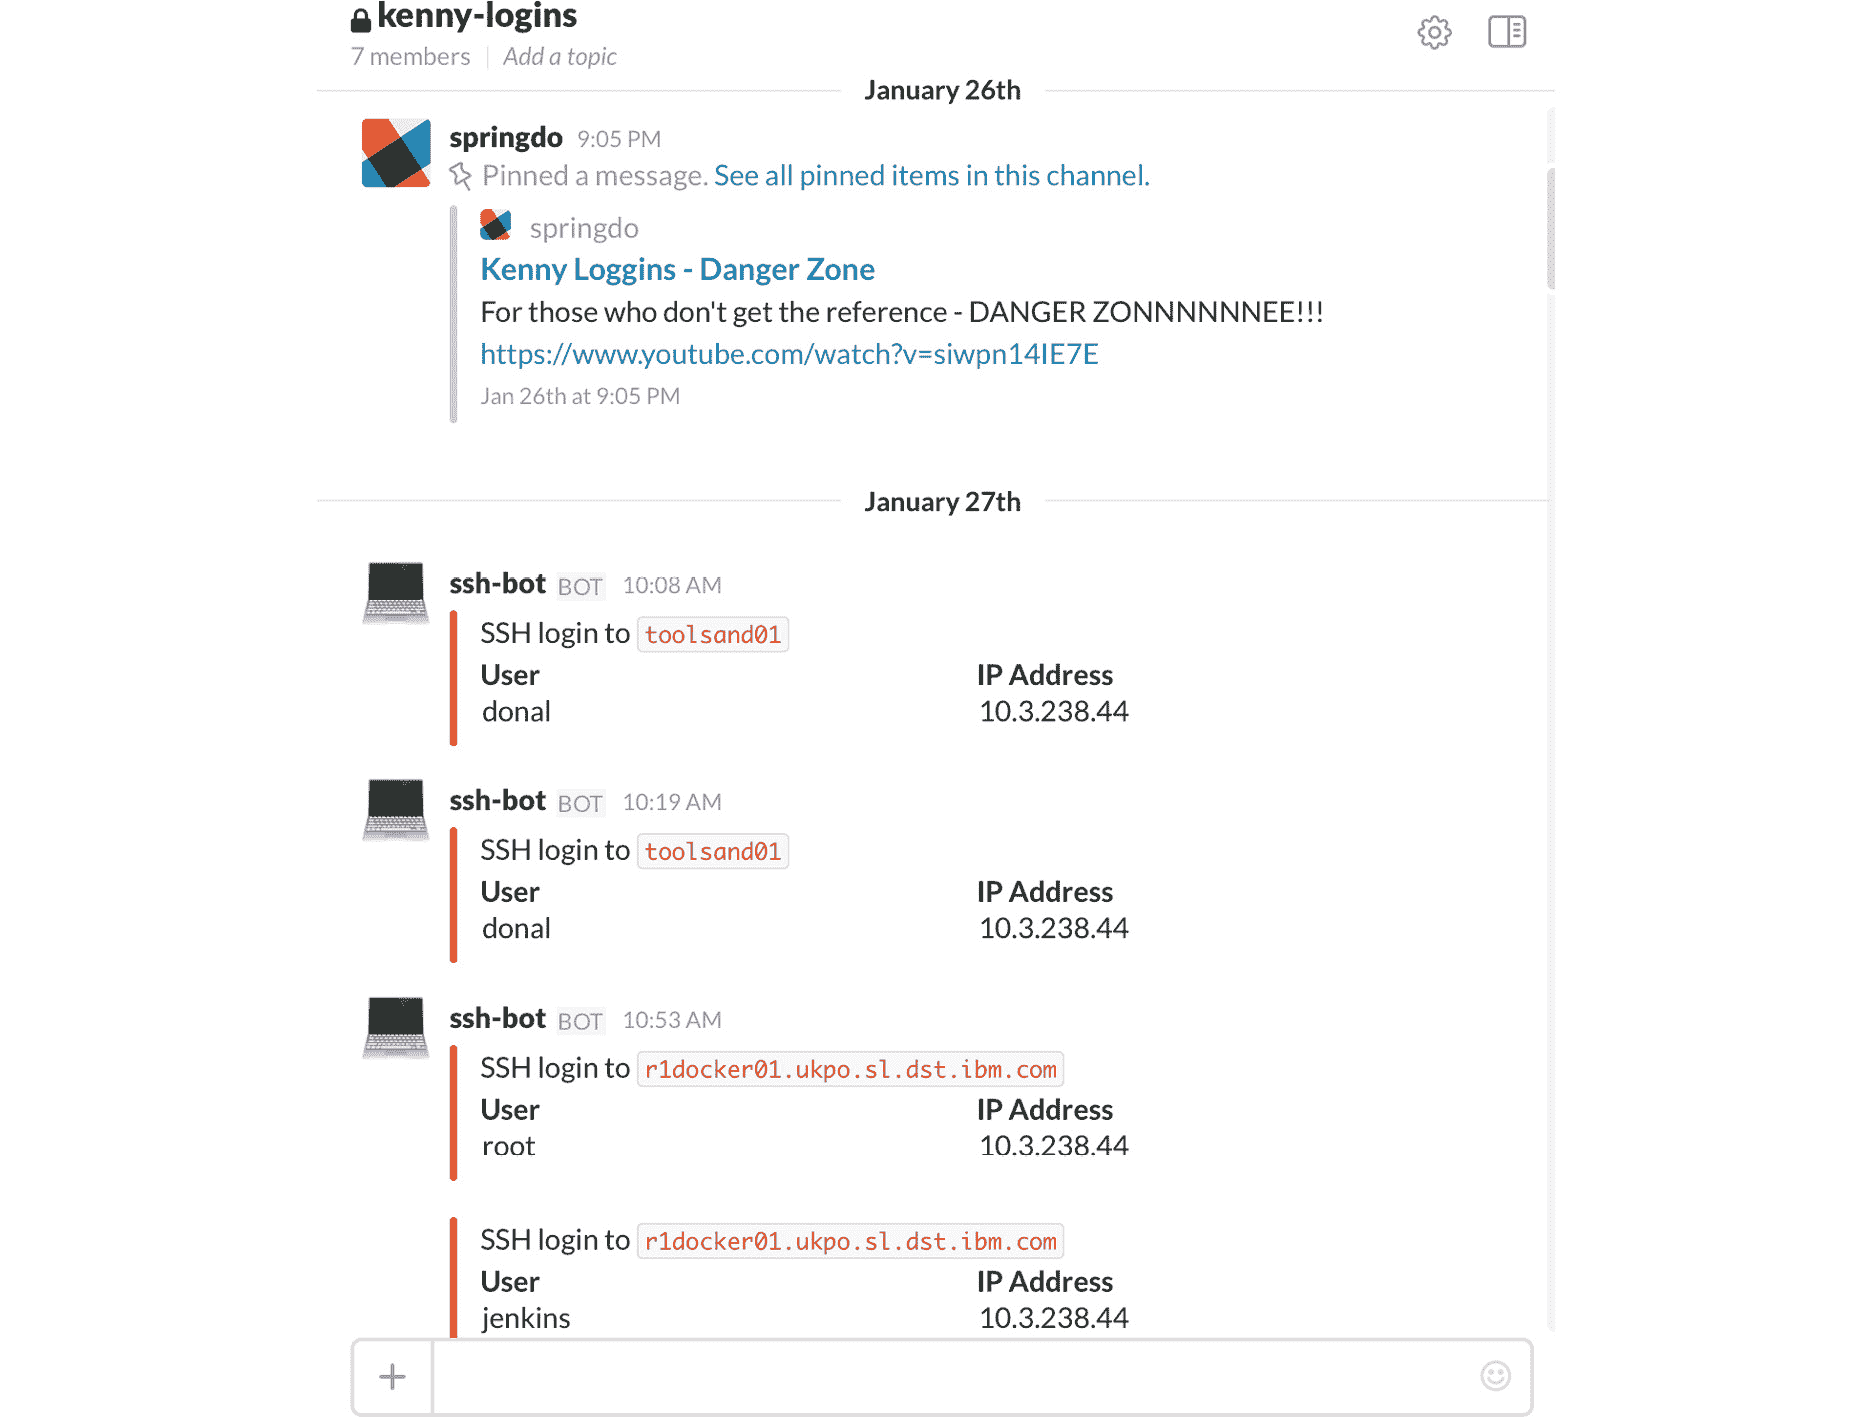 kenny-logins
7 members | Add a topic
January 26th
springdo 9:05 PM
Pinned a message. See all pinned items in this channel.
springdo
Kenny Loggins - Danger Zone
For those who don't get the reference - DANGER ZONNNNNNEE!!!
https://www.youtube.com/watch?v=siwpn14IE7E
Jan 26th at 9:05 PM
January 27th
ssh-bot BOT 10:08 AM
SSH login to toolsand01
User IP Address
donal 10.3.238.44
ssh-bot BOT 10:19 AM
SSH login to toolsand01
User IP Address
donal 10.3.238.44
ssh-bot BOT 10:53 AM
SSH login to r1docker01.ukpo.sl.dst.ibm.com
User IP Address
root 10.3.238.44
SSH login to r1docker01.ukpo.sl.dst.ibm.com
User IP Address
jenkins 10.3.238.44